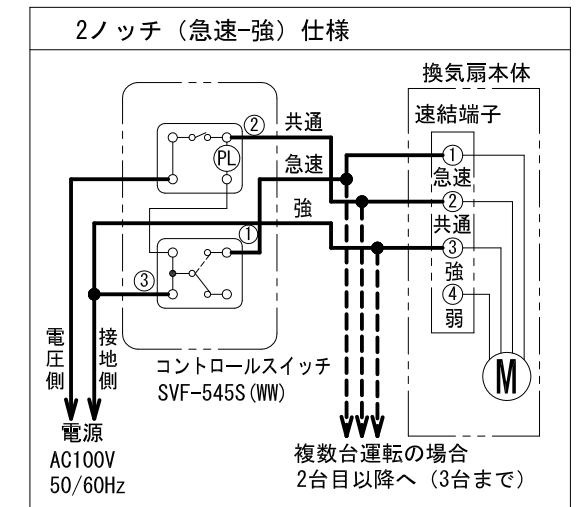 2ノッチ（急速-強）仕様
換気扇本体
速結端子
② 共通
PL
急速
①
急速
強
②
共通
①
③
③
強
④
弱
M
電圧側
接地側
コントロールスイッチ
SVF-545S(WW)
電源
AC100V
50/60Hz
複数台運転の場合
2台目以降へ（3台まで）